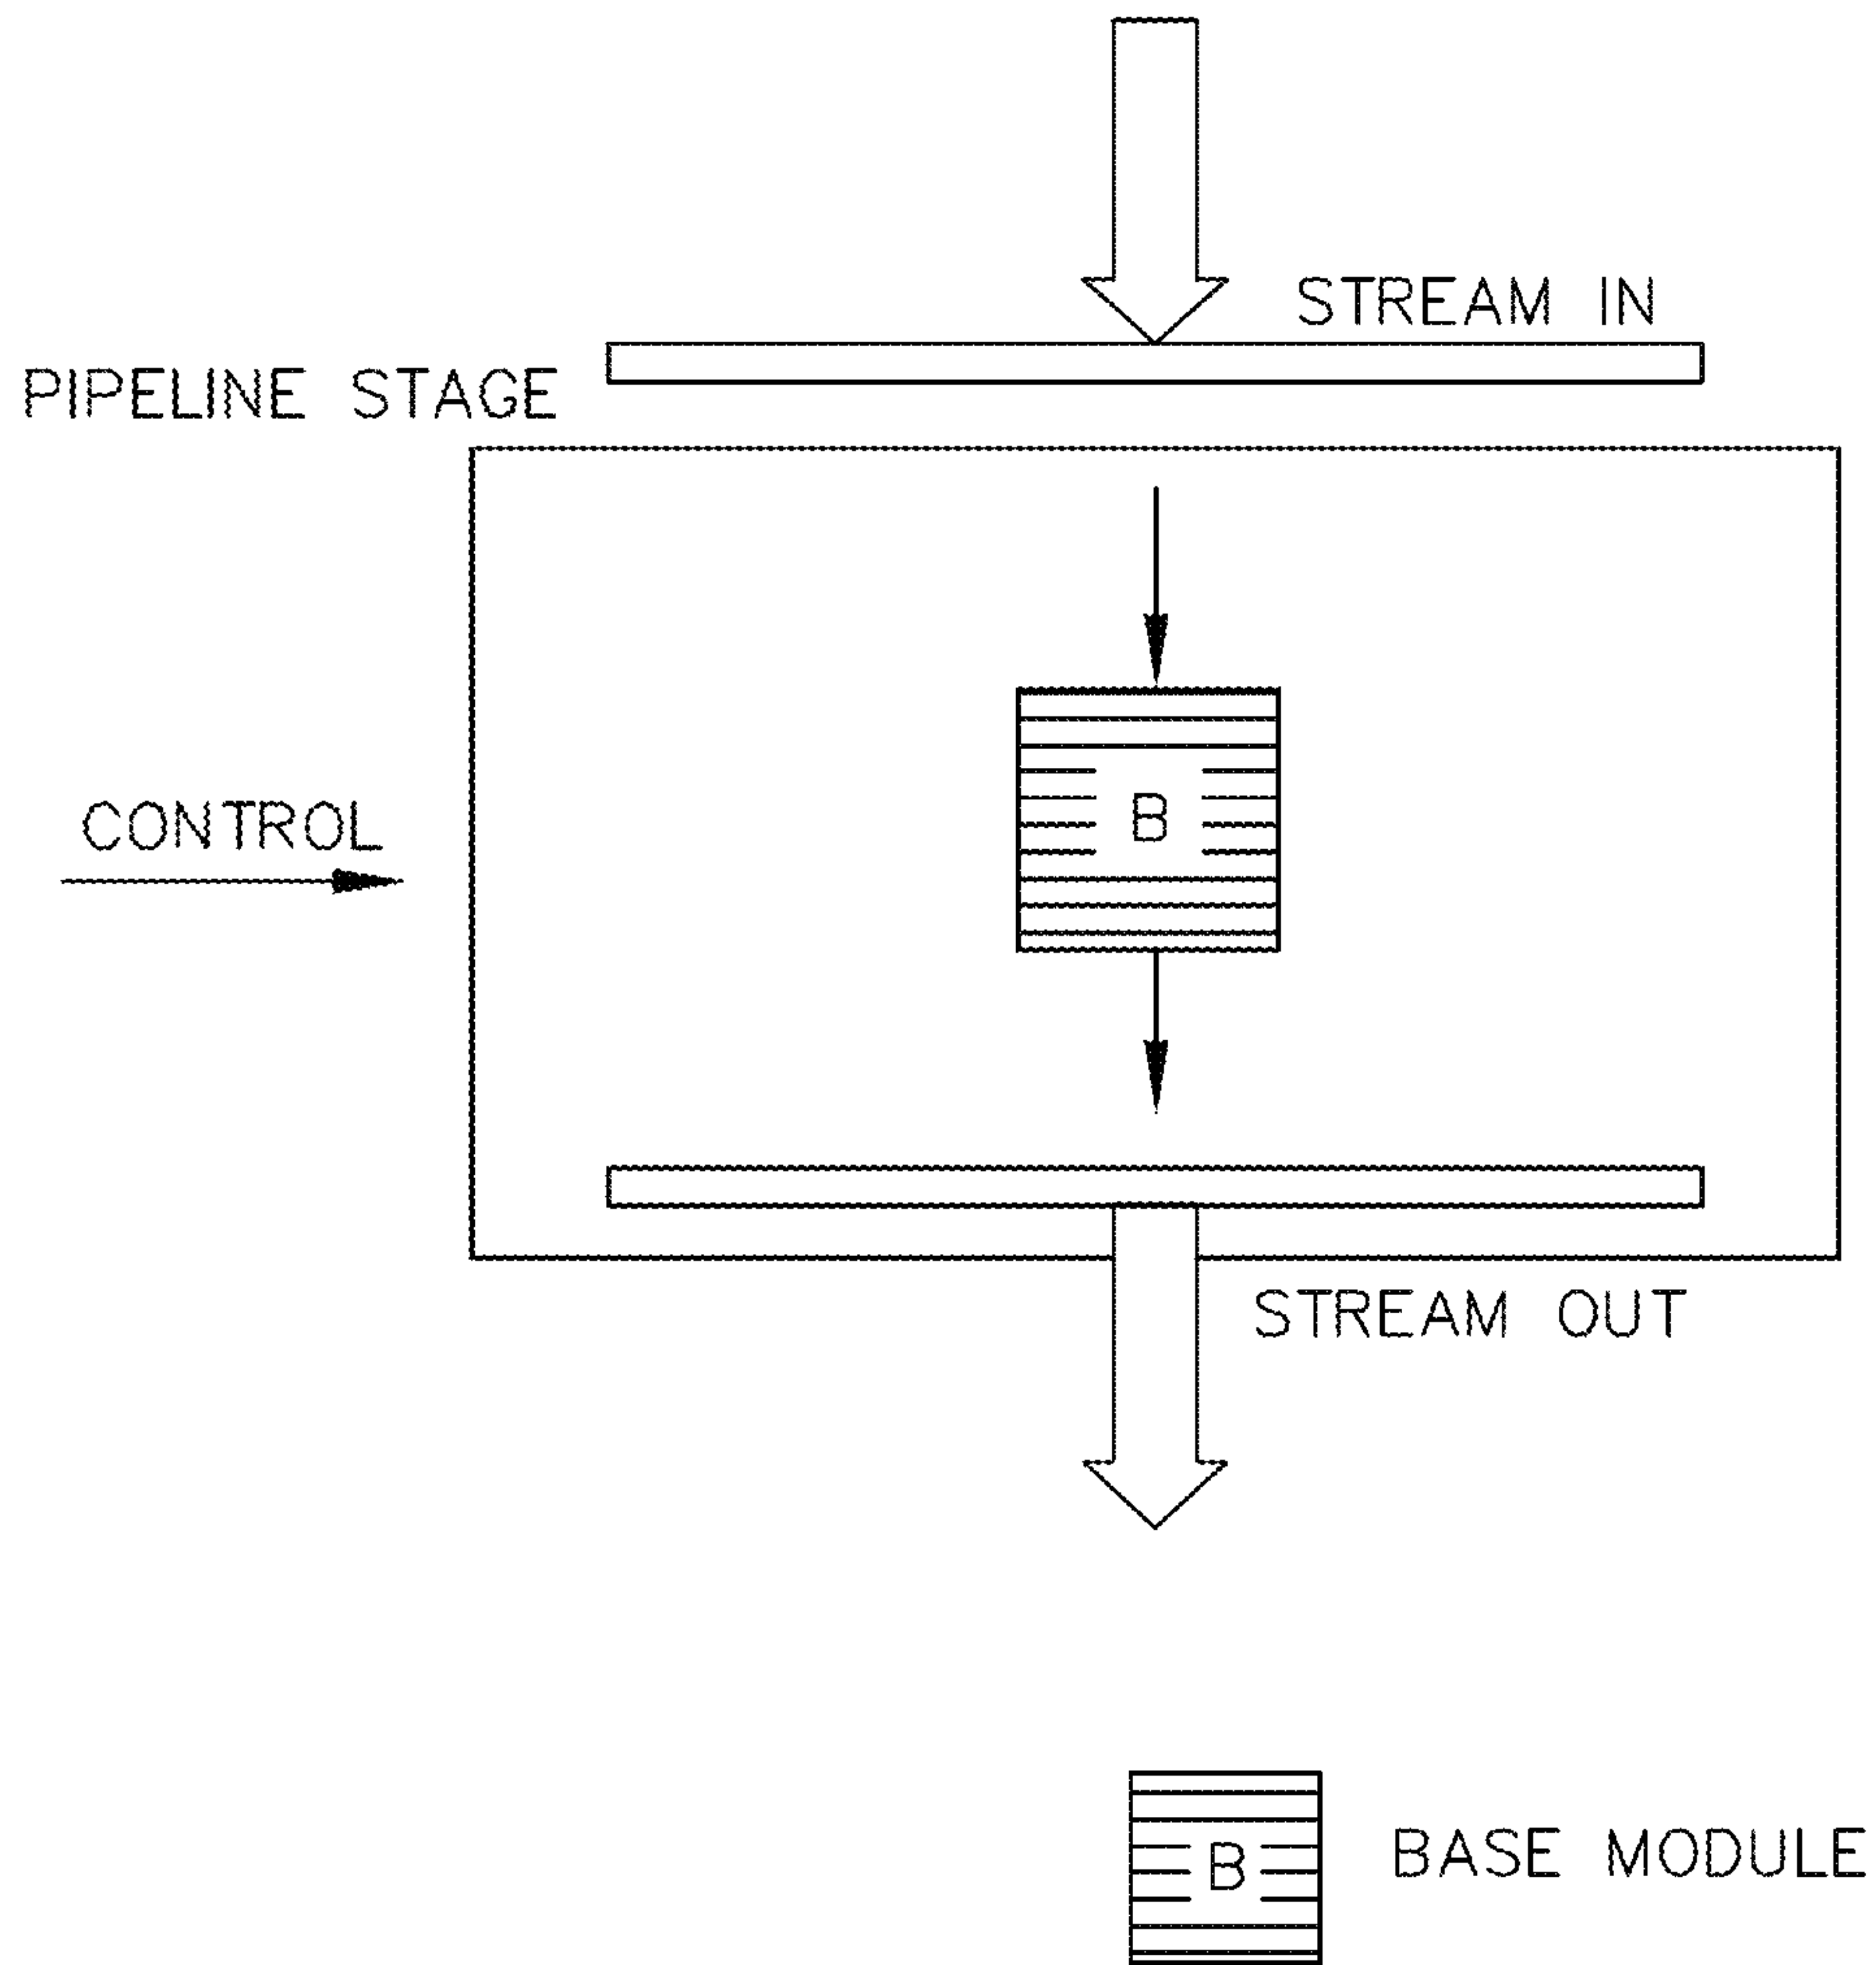 STREAM IN
PIPELINE STAGE
CONTROL
B
STREAM OUT
B
BASE MODULE